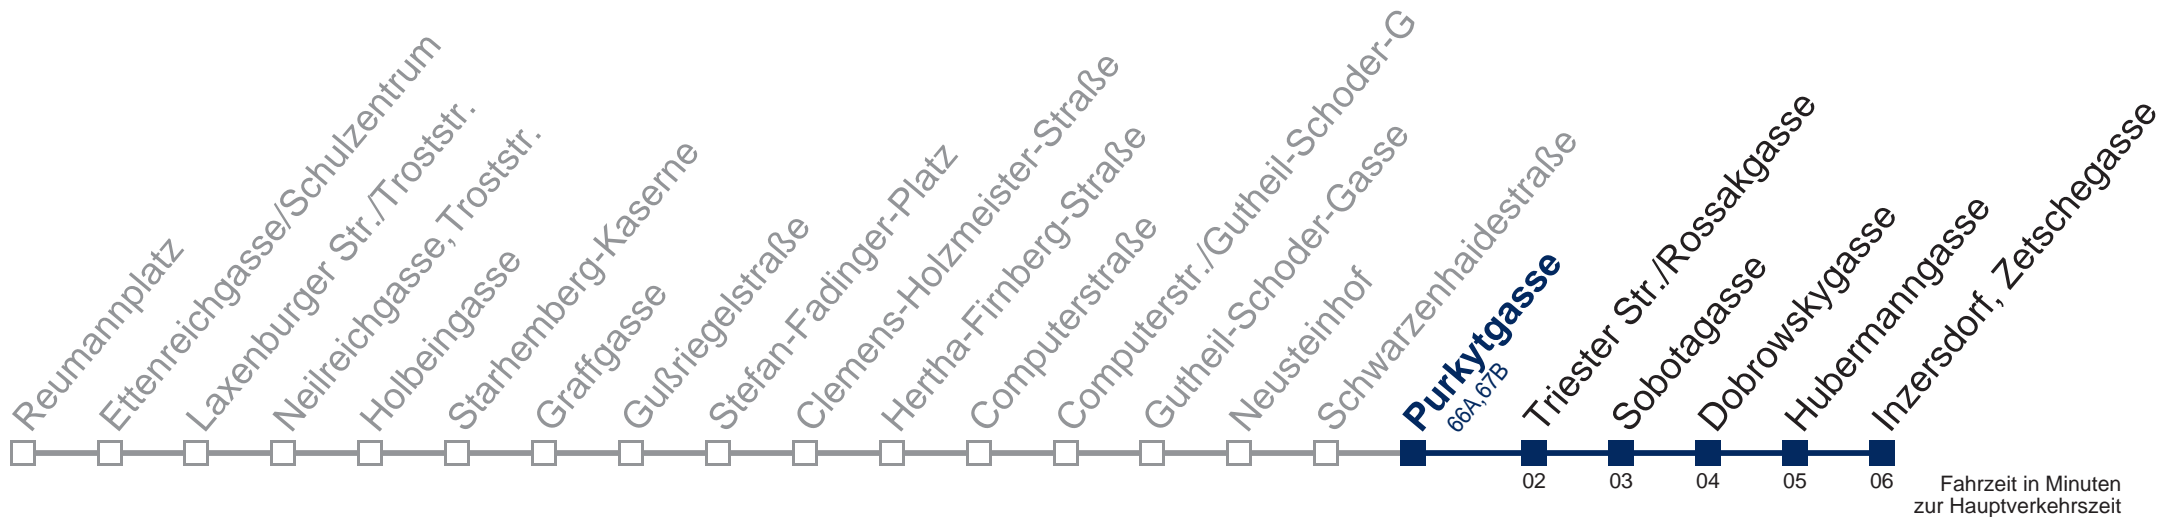 Reumannplatz
Ettenreichgasse/Schulzentrum
Laxenburger Str./Troststr.
Neilreichgasse, Troststr.
Holbeingasse
Starhemberg-Kaserne
Graffgasse
Gußriegelstraße
Stefan-Fadinger-Platz
Clemens-Holzmeister-Straße
Hertha-Firnberg-Straße
Computerstraße
Computerstr./Gutheil-Schoder-G
Gutheil-Schoder-Gasse
Neusteinhof
Schwarzenhaidestraße
Purkytgasse
66A,67B
Triester Str./Rossakgasse
Sobotagasse
Dobrowskygasse
Hubermanngasse
Inzersdorf, Zetschegasse
02 03 04 05 06
Fahrzeit in Minuten
zur Hauptverkehrszeit